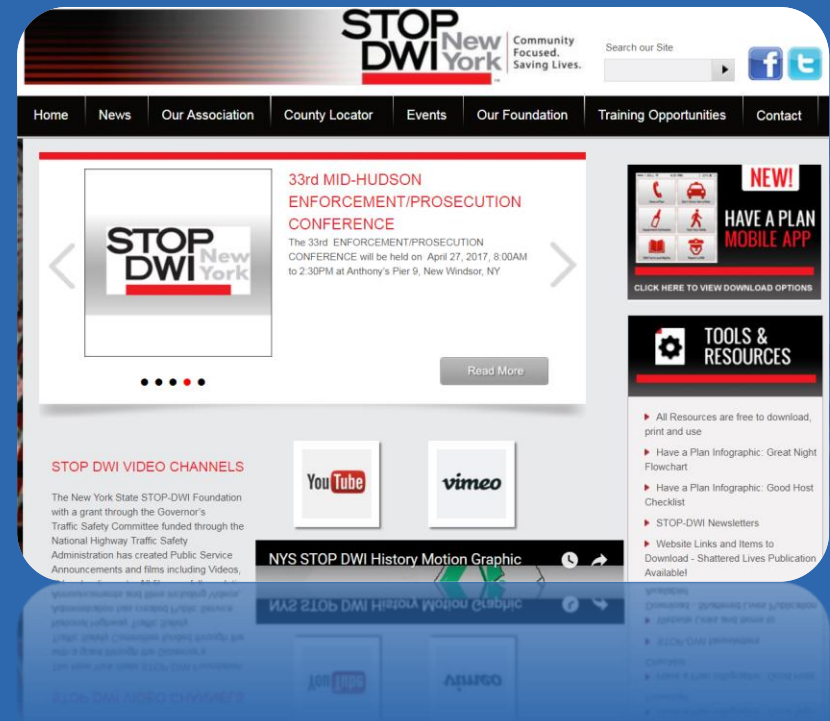 STOP
DWI New York
Community
Focused.
Saving Lives.
Search our Site
Home News Our Association County Locator Events Our Foundation Training Opportunities Contact
33rd MID-HUDSON
ENFORCEMENT/PROSECUTION
CONFERENCE
The 33rd ENFORCEMENT/PROSECUTION
CONFERENCE will be held on April 27, 2017, 8:00AM
to 2:30PM at Anthony's Pier 9, New Windsor, NY
STOP
DWI New York
Read More
NEW!
HAVE A PLAN
MOBILE APP
CLICK HERE TO VIEW DOWNLOAD OPTIONS
TOOLS &
RESOURCES
All Resources are free to download,
print and use
Have a Plan Infographic: Great Night
Flowchart
Have a Plan Infographic: Good Host
Checklist
STOP-DWI Newsletters
Website Links and Items to
Download - Shattered Lives Publication
Available!
STOP DWI VIDEO CHANNELS
The New York State STOP-DWI Foundation
with a grant through the Governor's
Traffic Safety Committee funded through the
National Highway Traffic Safety
Administration has created Public Service
Announcements and films including Videos,
YouTube
vimeo
NYS STOP DWI History Motion Graphic